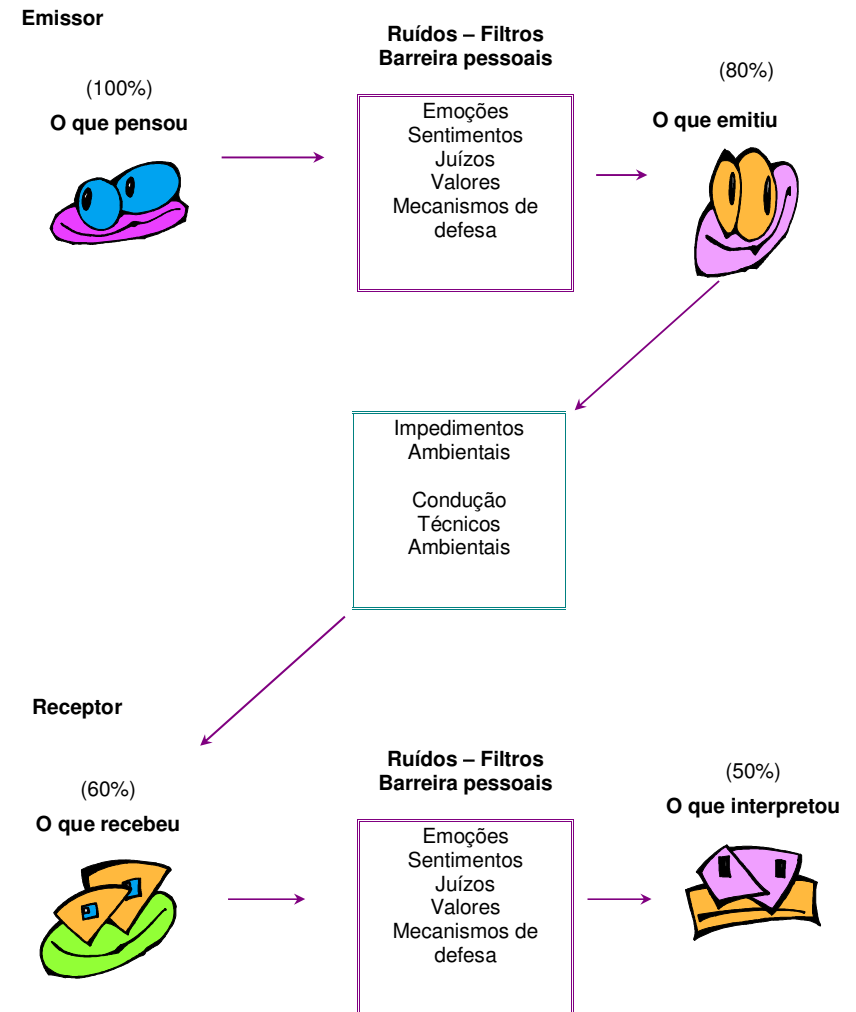 Emissor
Ruídos – Filtros
Barreira pessoais
(100%)
O que pensou
Emoções
Sentimentos
Juízos
Valores
Mecanismos de
defesa
(80%)
O que emitiu
Impedimentos
Ambientais
Condução
Técnicos
Ambientais
Receptor
(60%)
O que recebeu
Ruídos – Filtros
Barreira pessoais
Emoções
Sentimentos
Juízos
Valores
Mecanismos de
defesa
(50%)
O que interpretou